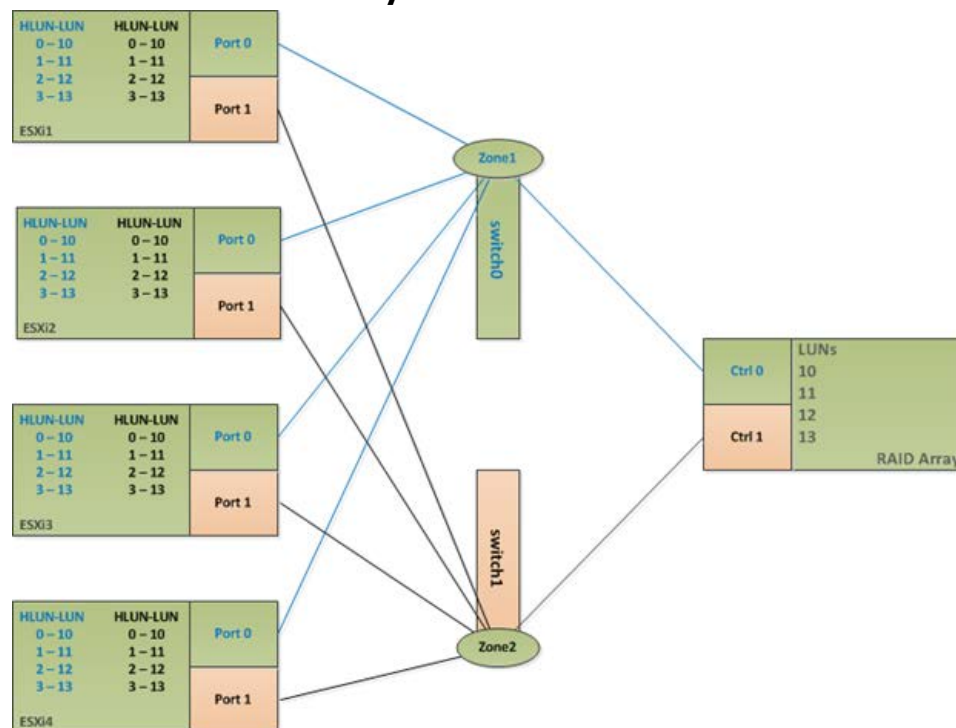 HLUN-LUN HLUN-LUN
0 – 10 0 – 10 Port 0
1 – 11 1 – 11
2 – 12 2 – 12
3 – 13 3 – 13 Port 1
ESXi1
Zone1
HLUN-LUN HLUN-LUN
0 – 10 0 – 10 Port 0
1 – 11 1 – 11
2 – 12 2 – 12
3 – 13 3 – 13 Port 1
ESXi2
switch0
LUNs
Ctrl 0 10
11
12
Ctrl 1 13
RAID Array
HLUN-LUN HLUN-LUN
0 – 10 0 – 10 Port 0
1 – 11 1 – 11
2 – 12 2 – 12
3 – 13 3 – 13 Port 1
ESXi3
switch1
HLUN-LUN HLUN-LUN
0 – 10 0 – 10 Port 0
1 – 11 1 – 11
2 – 12 2 – 12
3 – 13 3 – 13 Port 1
ESXi4
Zone2